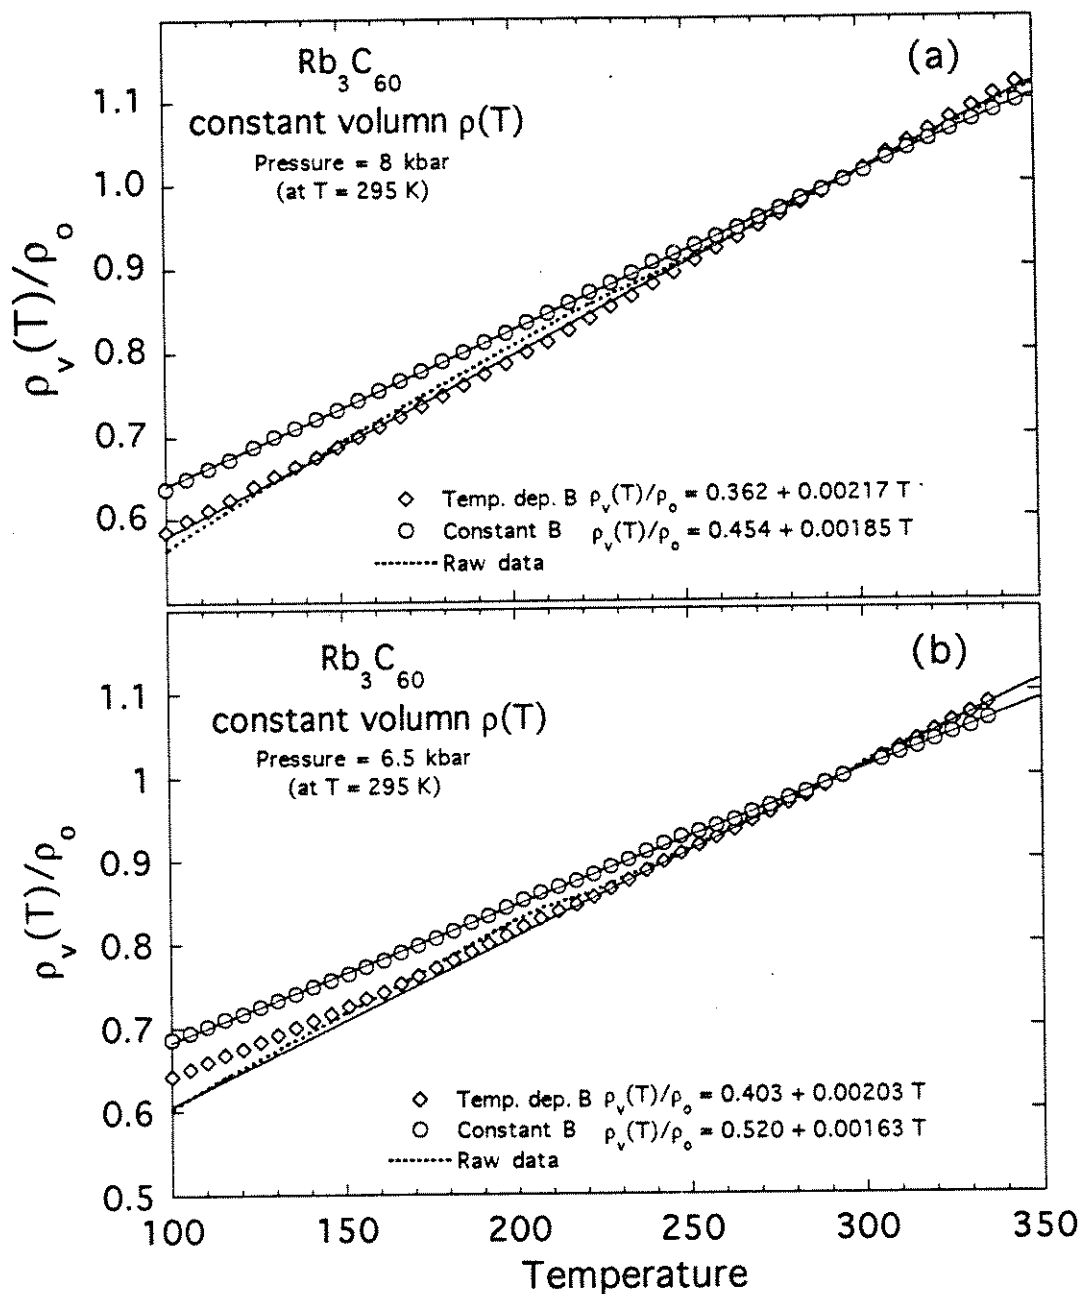 (a)
Rb₃C₆₀
constant volumn ρ(T)
Pressure = 8 kbar
(at T = 295 K)
ρᵥ(T)/ρₒ
1.1
1.0
0.9
0.8
0.7
0.6
Temp. dep. B ρᵥ(T)/ρₒ = 0.362 + 0.00217 T
Constant B ρᵥ(T)/ρₒ = 0.454 + 0.00185 T
Raw data
(b)
Rb₃C₆₀
constant volumn ρ(T)
Pressure = 6.5 kbar
(at T = 295 K)
ρᵥ(T)/ρₒ
1.1
1
0.9
0.8
0.7
0.6
0.5
Temp. dep. B ρᵥ(T)/ρₒ = 0.403 + 0.00203 T
Constant B ρᵥ(T)/ρₒ = 0.520 + 0.00163 T
Raw data
100 150 200 250 300 350
Temperature